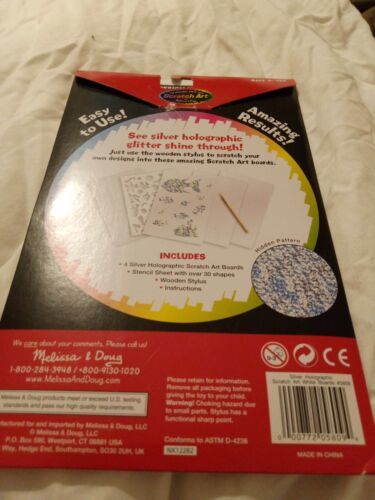 Scratch Art
Easy
to Use!
Amazing
Results!
See silver holographic
glitter shine through!
Just use the wooden stylus to scratch your
own designs into these amazing Scratch Art boards.
Hidden Pattern
INCLUDES
• 4 Silver Holographic Scratch Art Boards
• Stencil Sheet with over 30 shapes
• Wooden Stylus
• Instructions
We care about your comments. Please call us!
Melissa & Doug
1-800-284-3948 / +800-9130-1020
www.MelissaAndDoug.com
Melissa & Doug products meet or exceed U.S.
testing standards and pass our high quality requirements.
Manufactured for and imported by Melissa & Doug, LLC
P.O. Box 590, Westport, CT 06881 USA
Way, Hedge End, Southampton, SO30 2UH, UK
Please retain for information.
Remove all packaging before
giving the toy to your child.
Warning! Choking hazard due
to small parts. Stylus has a
functional sharp point.
Conforms to ASTM D-4236
NK12282
0-3
CE
Silver Holographic
Scratch Art White Boards #5809
0 00772 05809
MADE IN CHINA